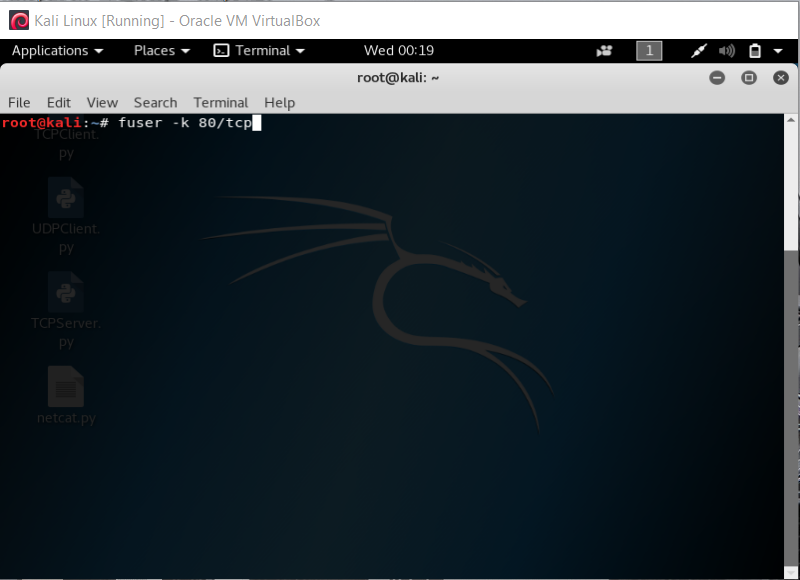 Kali Linux [Running] - Oracle VM VirtualBox
Applications Places Terminal Wed 00:19 1
root@kali: ~
File Edit View Search Terminal Help
root@kali:~# fuser -k 80/tcp
TCPClient.
py
UDPClient.
py
TCPServer.
py
netcat.py